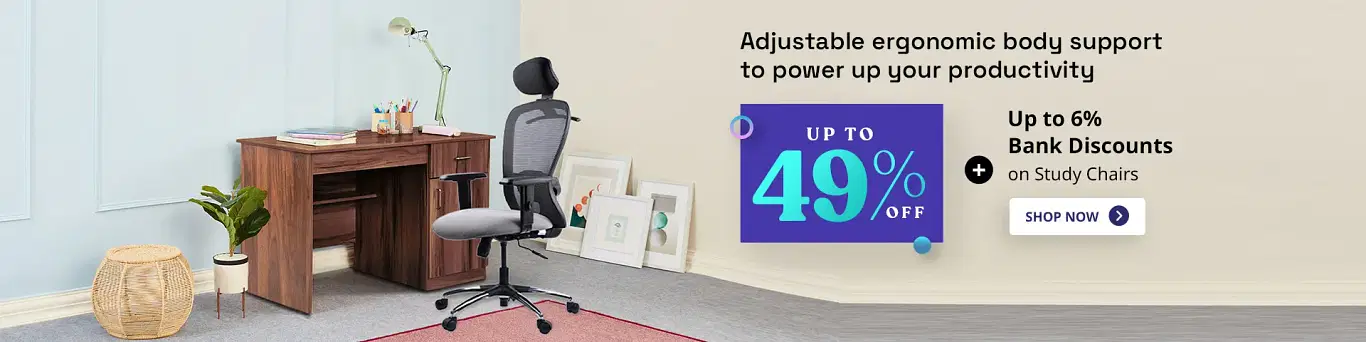 Adjustable ergonomic body support
to power up your productivity
UP TO
49%
OFF
+
Up to 6%
Bank Discounts
on Study Chairs
SHOP NOW